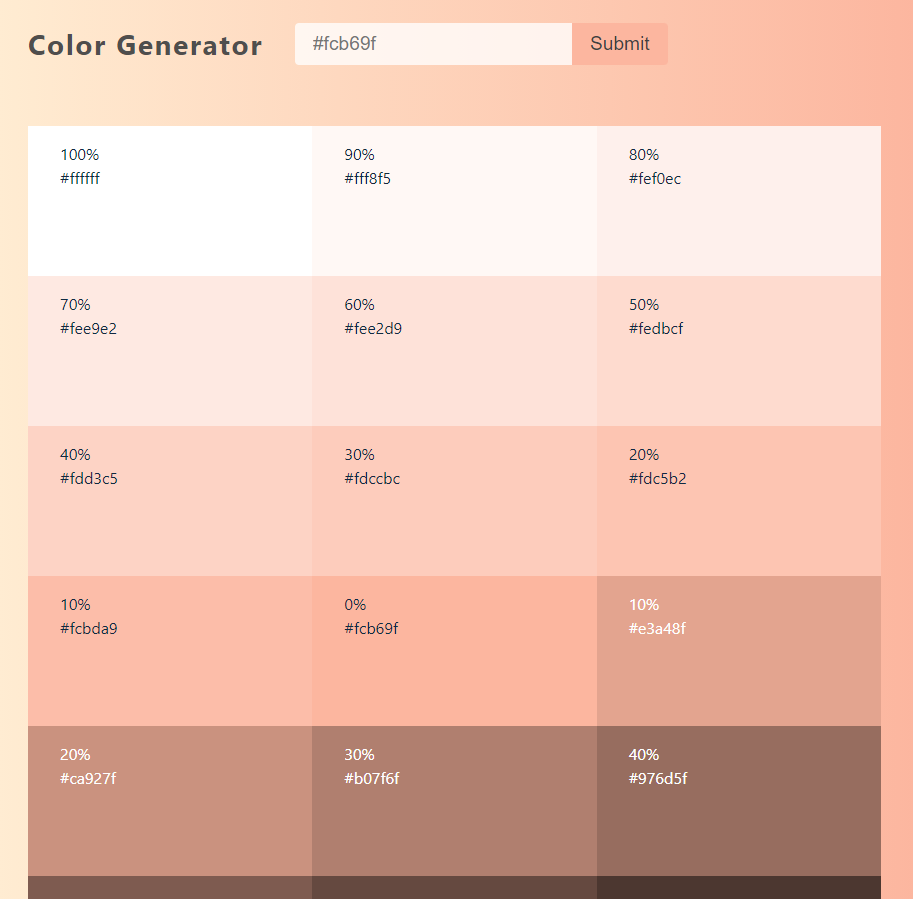 Color Generator
#fcb69f
Submit
100%
#ffffff
90%
#fff8f5
80%
#fef0ec
70%
#fee9e2
60%
#fee2d9
50%
#fedbcf
40%
#fdd3c5
30%
#fdccbc
20%
#fdc5b2
10%
#fcbda9
0%
#fcb69f
10%
#e3a48f
20%
#ca927f
30%
#b07f6f
40%
#976d5f